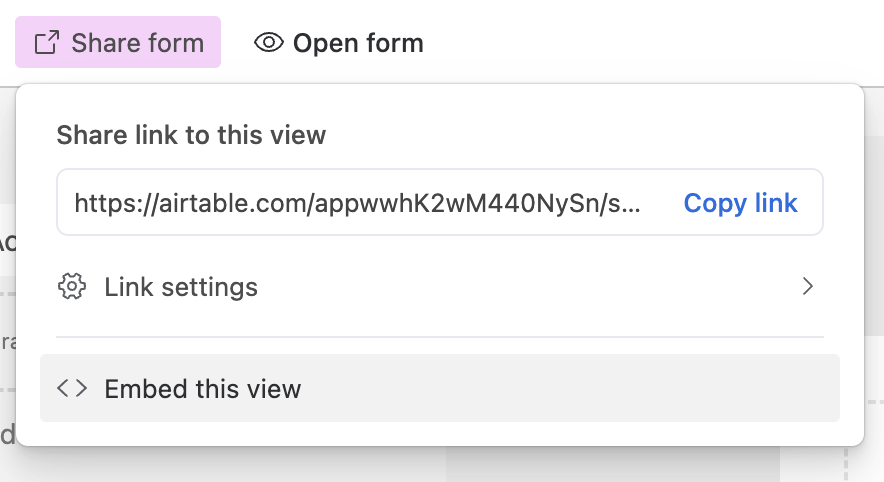 Share form
Open form
Share link to this view
https://airtable.com/appwwhK2wM440NySn/s...
Copy link
Link settings
Embed this view